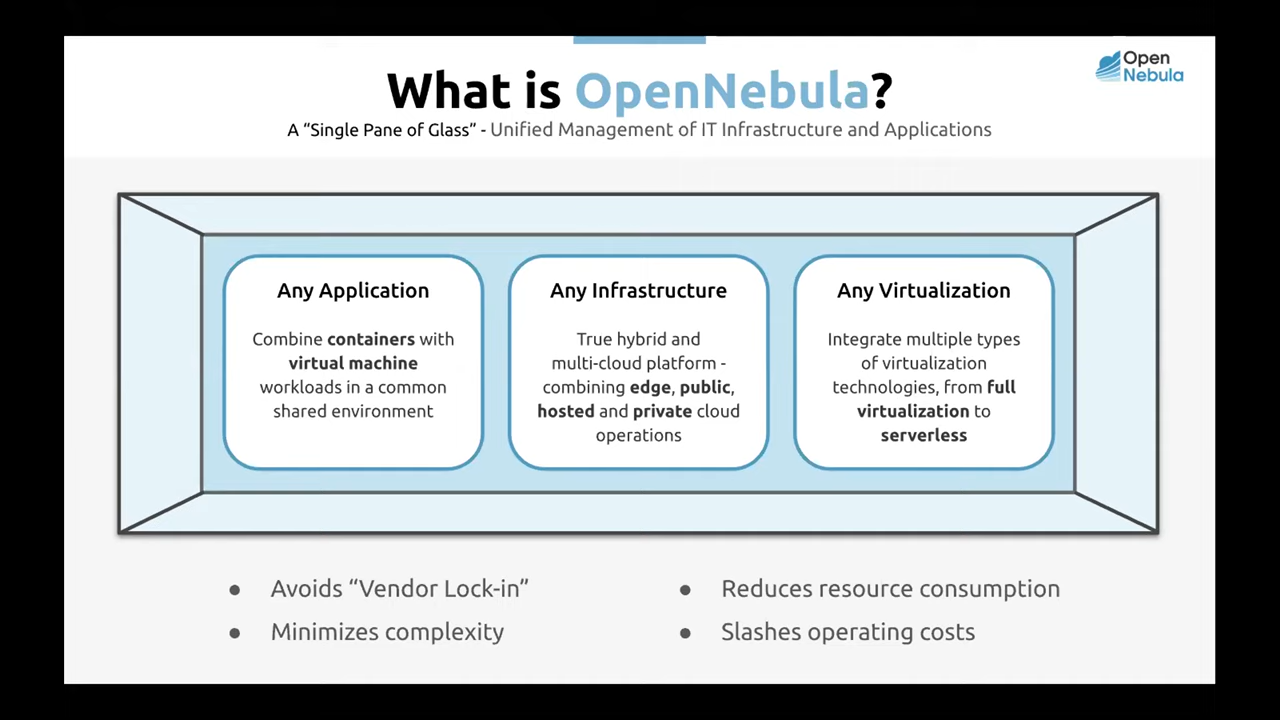 What is OpenNebula?
Open
Nebula
A “Single Pane of Glass” - Unified Management of IT Infrastructure and Applications
Any Application
Combine containers with
virtual machine
workloads in a common
shared environment
Any Infrastructure
True hybrid and
multi-cloud platform -
combining edge, public,
hosted and private cloud
operations
Any Virtualization
Integrate multiple types
of virtualization
technologies, from full
virtualization to
serverless
● Avoids “Vendor Lock-in”
● Minimizes complexity
● Reduces resource consumption
● Slashes operating costs